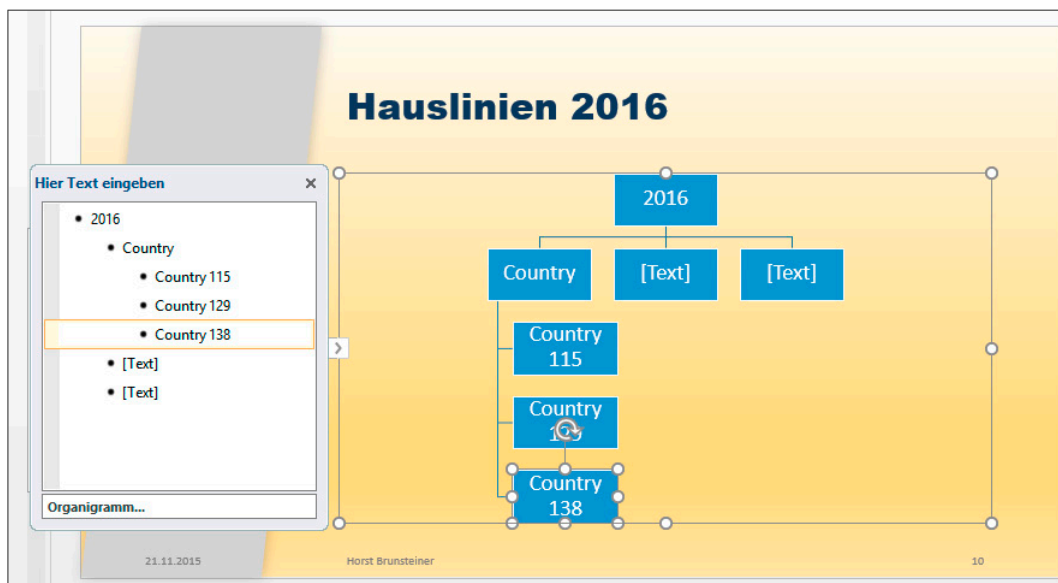 Hauslinien 2016
Hier Text eingeben
2016
Country
Country 115
Country 129
Country 138
[Text]
[Text]
Organigramm...
2016
Country
[Text]
[Text]
Country
115
Country
129
Country
138
21.11.2015
Horst Brunsteiner
10